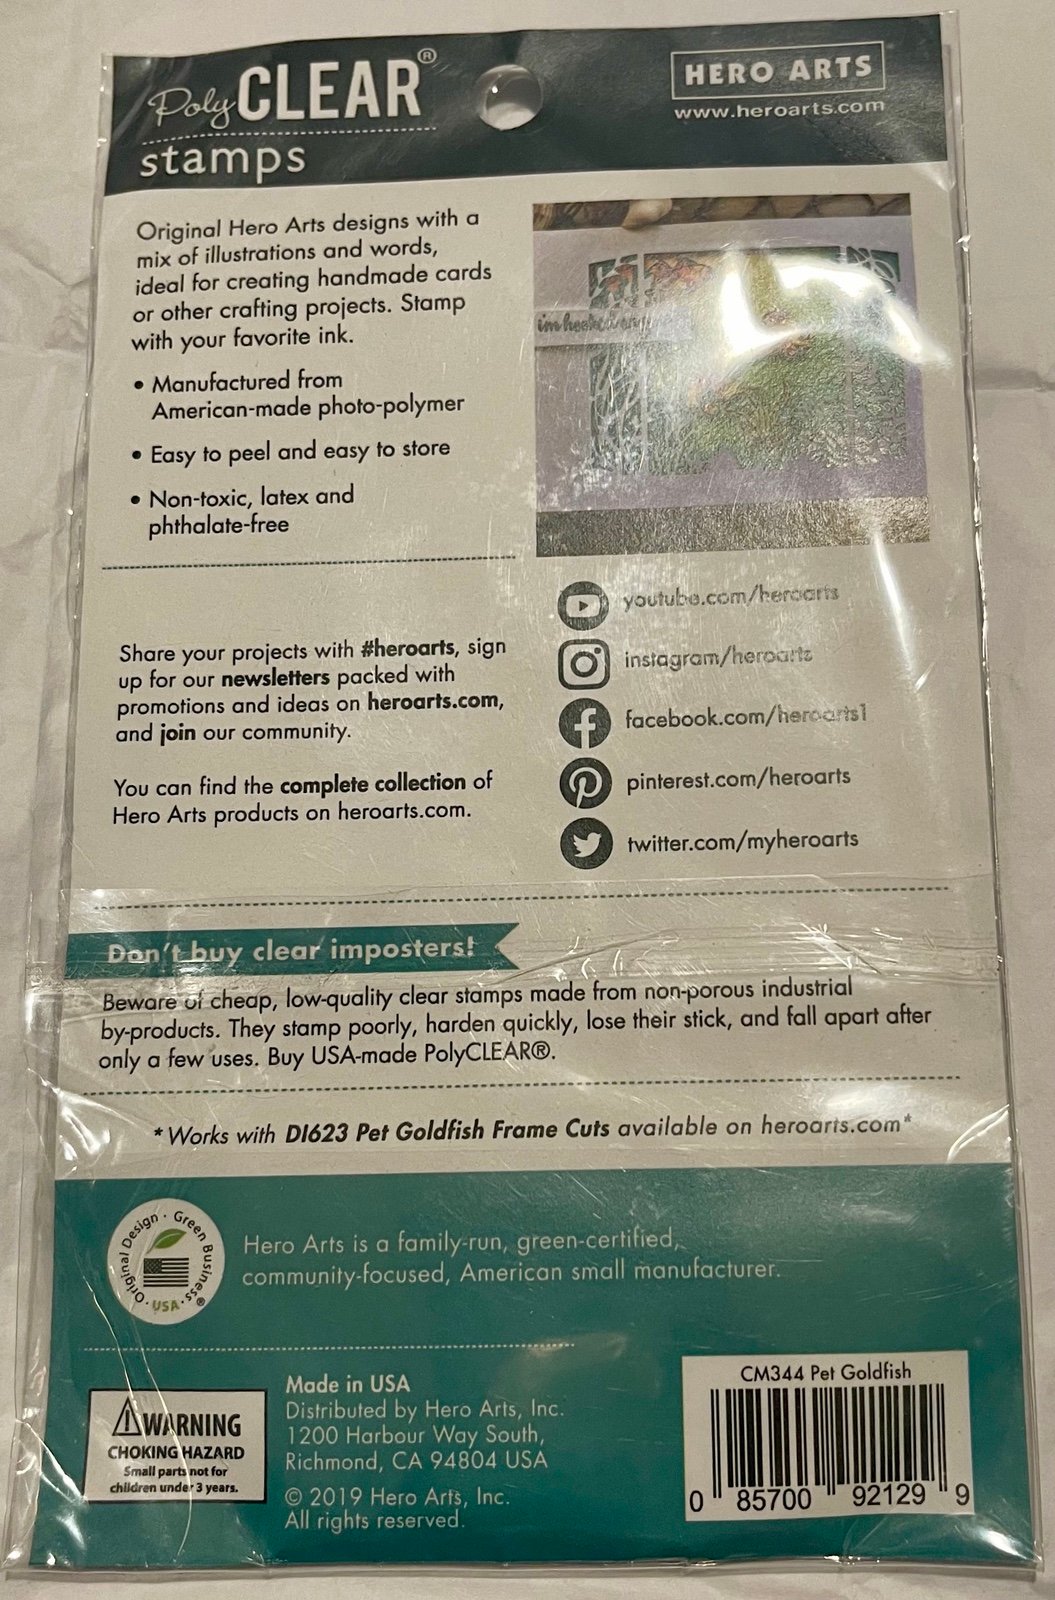 PolyCLEAR®
stamps
HERO ARTS
www.heroarts.com
Original Hero Arts designs with a
mix of illustrations and words,
ideal for creating handmade cards
or other crafting projects. Stamp
with your favorite ink.
• Manufactured from
American-made photo-polymer
• Easy to peel and easy to store
• Non-toxic, latex and
phthalate-free
im hooked on
Share your projects with #heroarts, sign
up for our newsletters packed with
promotions and ideas on heroarts.com,
and join our community.
You can find the complete collection of
Hero Arts products on heroarts.com.
youtube.com/heroarts
instagram/heroarts
facebook.com/heroarts1
pinterest.com/heroarts
twitter.com/myheroarts
Don't buy clear imposters!
Beware of cheap, low-quality clear stamps made from non-porous industrial
by-products. They stamp poorly, harden quickly, lose their stick, and fall apart after
only a few uses. Buy USA-made PolyCLEAR®.
*Works with DI623 Pet Goldfish Frame Cuts available on heroarts.com*
Original Design · Green Business® · USA ·
Hero Arts is a family-run, green-certified,
community-focused, American small manufacturer.
WARNING
CHOKING HAZARD
Small parts not for
children under 3 years.
Made in USA
Distributed by Hero Arts, Inc.
1200 Harbour Way South,
Richmond, CA 94804 USA
© 2019 Hero Arts, Inc.
All rights reserved.
CM344 Pet Goldfish
0 85700 92129 9